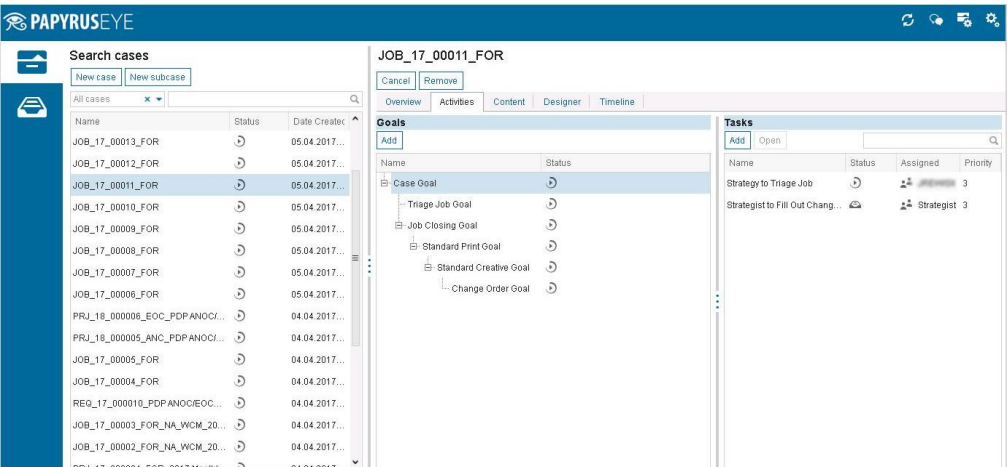 PAPYRUSEYE
Search cases
New case New subcase
All cases
Name Status Date Created
JOB_17_00013_FOR 05.04.2017...
JOB_17_00012_FOR 05.04.2017...
JOB_17_00011_FOR 05.04.2017...
JOB_17_00010_FOR 05.04.2017...
JOB_17_00009_FOR 05.04.2017...
JOB_17_00008_FOR 05.04.2017...
JOB_17_00007_FOR 05.04.2017...
JOB_17_00006_FOR 05.04.2017...
PRJ_18_000006_EOC_PDP ANOC/... 04.04.2017...
PRJ_18_000005_ANC_PDP ANOC/... 04.04.2017...
JOB_17_00005_FOR 04.04.2017...
JOB_17_00004_FOR 04.04.2017...
REQ_17_000010_PDP ANOC/EOC... 04.04.2017...
JOB_17_00003_FOR_NA_WCM_20... 04.04.2017...
JOB_17_00002_FOR_NA_WCM_20... 04.04.2017...
JOB_17_00011_FOR
Cancel Remove
Overview Activities Content Designer Timeline
Goals
Add
Name Status
Case Goal
Triage Job Goal
Job Closing Goal
Standard Print Goal
Standard Creative Goal
Change Order Goal
Tasks
Add Open
Name Status Assigned Priority
Strategy to Triage Job 3
Strategist to Fill Out Chang... Strategist 3